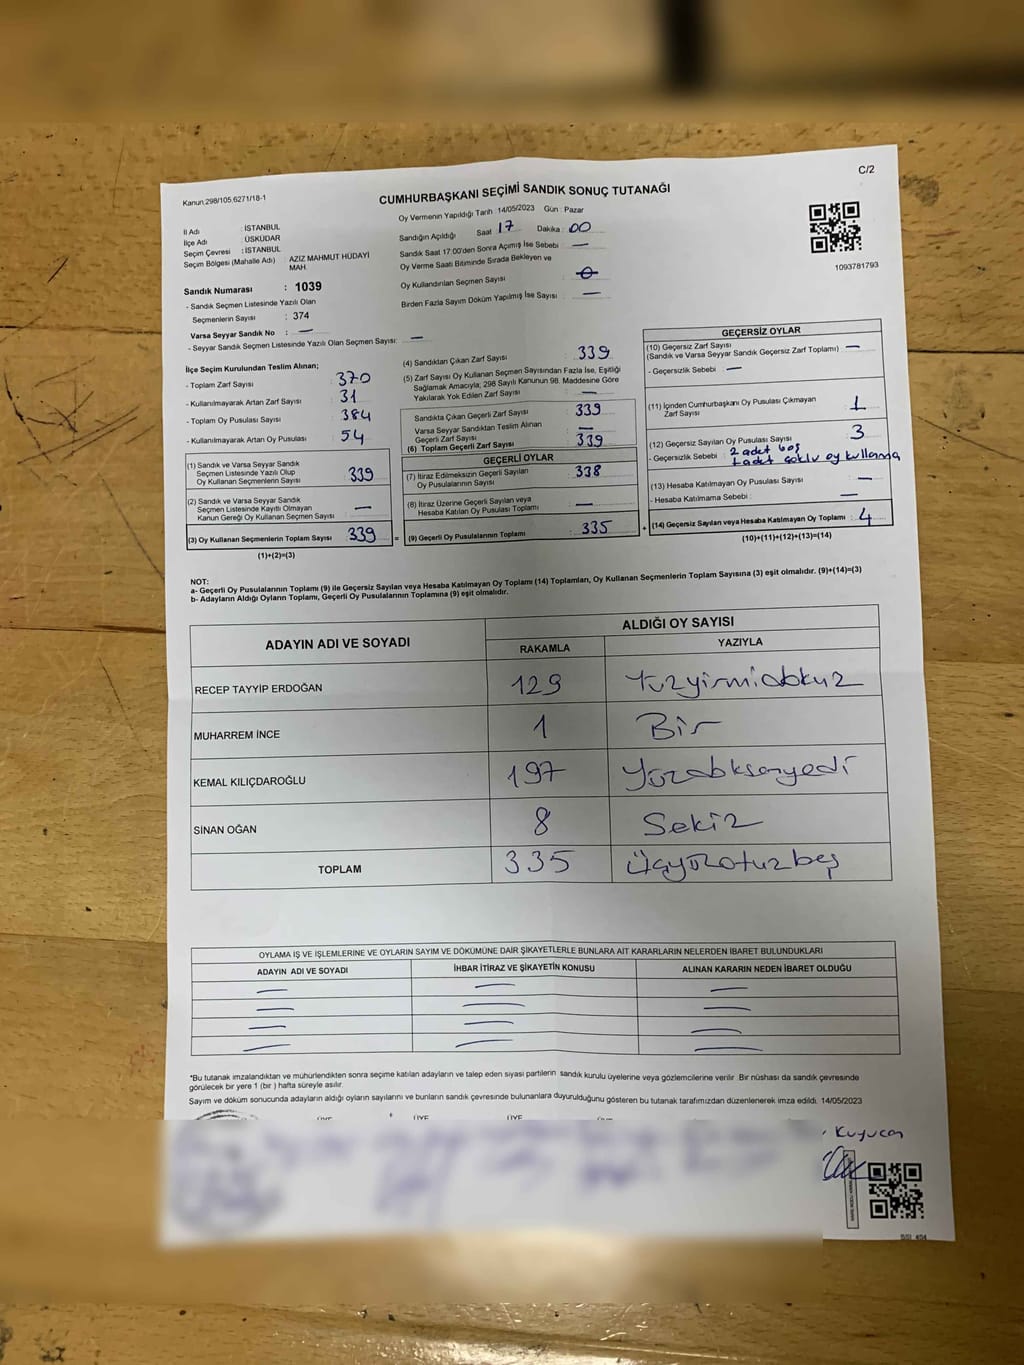 C/2
Kanun:298/105.6271/18-1
CUMHURBAŞKANI SEÇİMİ SANDIK SONUÇ TUTANAĞI
Oy Vermenin Yapıldığı Tarih :14/05/2023 Gün : Pazar
İl Adı : İSTANBUL
İlçe Adı : ÜSKÜDAR
Seçim Çevresi : İSTANBUL
Seçim Bölgesi (Mahalle Adı) : AZİZ MAHMUT HÜDAYİ MAH
Sandığın Açıldığı Saat 17 Dakika : 00
Sandık Saat 17:00'den Sonra Açılmış İse Sebebi : —
Oy Verme Saati Bitiminde Sırada Bekleyen ve
Oy Kullandırılan Seçmen Sayısı : 0
Birden Fazla Sayım Döküm Yapılmış İse Sayısı : —
1093781793
Sandık Numarası : 1039
- Sandık Seçmen Listesinde Yazılı Olan
Seçmenlerin Sayısı : 374
Varsa Seyyar Sandık No : —
- Seyyar Sandık Seçmen Listesinde Yazılı Olan Seçmen Sayısı: —
İlçe Seçim Kurulundan Teslim Alınan;
- Toplam Zarf Sayısı : 370
- Kullanılmayarak Artan Zarf Sayısı : 31
- Toplam Oy Pusulası Sayısı : 384
- Kullanılmayarak Artan Oy Pusulası : 54
(1) Sandık ve Varsa Seyyar Sandık
Seçmen Listesinde Yazılı Olup
Oy Kullanan Seçmenlerin Sayısı : 339
(2) Sandık ve Varsa Seyyar Sandık
Seçmen Listesinde Kayıtlı Olmayan
Kanun Gereği Oy Kullanan Seçmen Sayısı : —
(3) Oy Kullanan Seçmenlerin Toplam Sayısı : 339 =
(1)+(2)=(3)
(4) Sandıktan Çıkan Zarf Sayısı : 339
(5) Zarf Sayısı Oy Kullanan Seçmen Sayısından Fazla İse, Eşitliği
Sağlamak Amacıyla; 298 Sayılı Kanunun 98. Maddesine Göre
Yakılarak Yok Edilen Zarf Sayısı : —
Sandıkta Çıkan Geçerli Zarf Sayısı : 339
Varsa Seyyar Sandıktan Teslim Alınan
Geçerli Zarf Sayısı : —
(6) Toplam Geçerli Zarf Sayısı : 339
GEÇERLİ OYLAR
(7) İtiraz Edilmeksizin Geçerli Sayılan
Oy Pusulalarının Sayısı : 338
(8) İtiraz Üzerine Geçerli Sayılan veya
Hesaba Katılan Oy Pusulası Toplamı : —
(9) Geçerli Oy Pusulalarının Toplamı : 335 +
GEÇERSİZ OYLAR
(10) Geçersiz Zarf Sayısı : —
(Sandık ve Varsa Seyyar Sandık Geçersiz Zarf Toplamı)
- Geçersizlik Sebebi : —
(11) İçinden Cumhurbaşkanı Oy Pusulası Çıkmayan
Zarf Sayısı : 1
(12) Geçersiz Sayılan Oy Pusulası Sayısı : 3
- Geçersizlik Sebebi : 2 adet boş
1 adet çoklu oy kullanma
(13) Hesaba Katılmayan Oy Pusulası Sayısı : —
- Hesaba Katılmama Sebebi : —
(14) Geçersiz Sayılan veya Hesaba Katılmayan Oy Toplamı : 4
(10)+(11)+(12)+(13)=(14)
NOT:
a- Geçerli Oy Pusulalarının Toplamı (9) ile Geçersiz Sayılan veya Hesaba Katılmayan Oy Toplamı (14) Toplamları, Oy Kullanan Seçmenlerin Toplam Sayısına (3) eşit olmalıdır. (9)+(14)=(3)
b- Adayların Aldığı Oyların Toplamı, Geçerli Oy Pusulalarının Toplamına (9) eşit olmalıdır.
ADAYIN ADI VE SOYADI ALDIĞI OY SAYISI
RAKAMLA YAZIYLA
RECEP TAYYİP ERDOĞAN 129 Yüzyirmidokuz
MUHARREM İNCE 1 Bir
KEMAL KILIÇDAROĞLU 197 Yüzdoksanyedi
SİNAN OĞAN 8 Sekiz
TOPLAM 335 Üçyüzotuzbeş
OYLAMA İŞ VE İŞLEMLERİNE VE OYLARIN SAYIM VE DÖKÜMÜNE DAİR ŞİKAYETLERLE BUNLARA AİT KARARLARIN NELERDEN İBARET BULUNDUKLARI
ADAYIN ADI VE SOYADI İHBAR İTİRAZ VE ŞİKAYETİN KONUSU ALINAN KARARIN NEDEN İBARET OLDUĞU
— — —
— — —
— — —
— — —
*Bu tutanak imzalandıktan ve mühürlendikten sonra seçime katılan adayların ve talep eden siyasi partilerin sandık kurulu üyelerine veya gözlemcilerine verilir. Bir nüshası da sandık çevresinde
görülecek bir yere 1 (bir ) hafta süreyle asılır.
Sayım ve döküm sonucunda adayların aldığı oyların sayılarını ve bunların sandık çevresinde bulunanlara duyurulduğunu gösteren bu tutanak tarafımızdan düzenlenerek imza edildi. 14/05/2023
ÜYE ÜYE ÜYE
Kuyucan